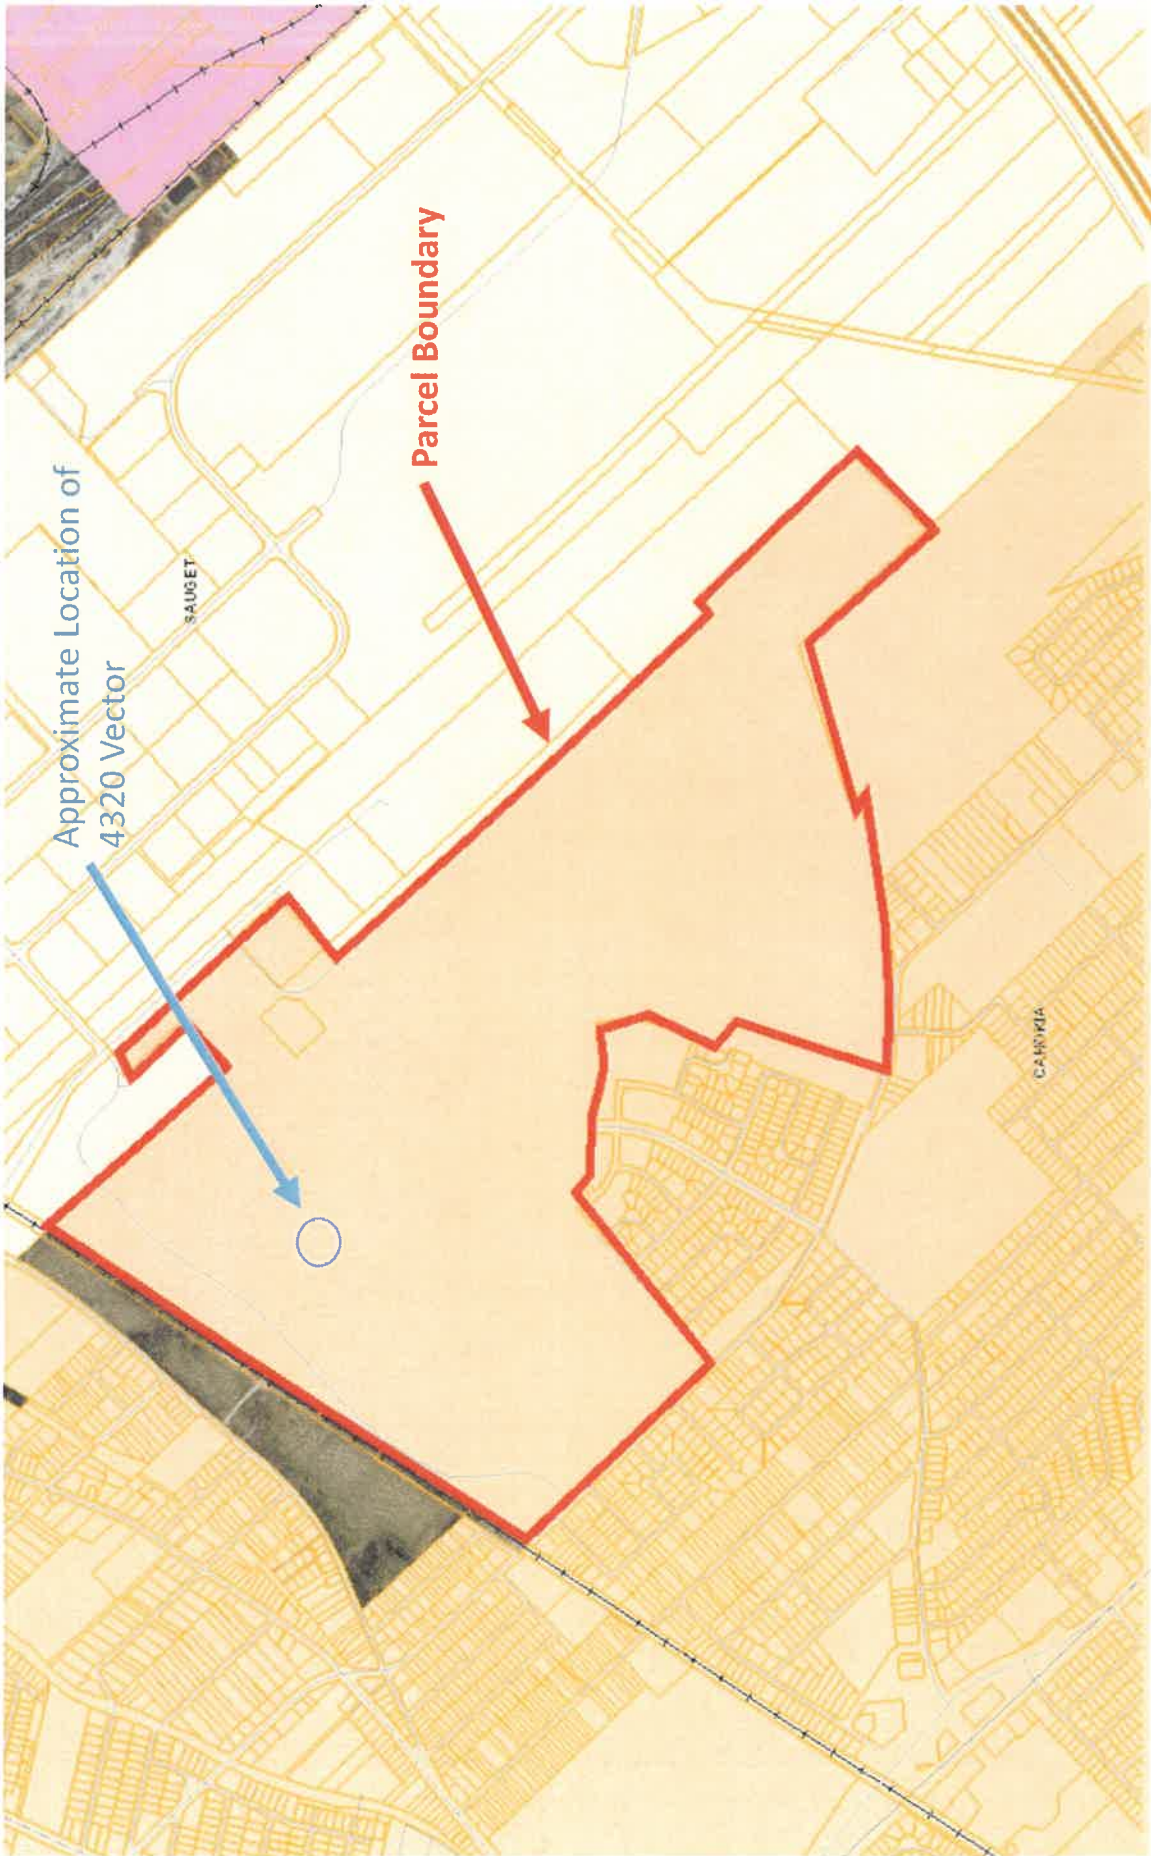 Approximate Location of
4320 Vector
SAUGET
Parcel Boundary
CAHOKIA